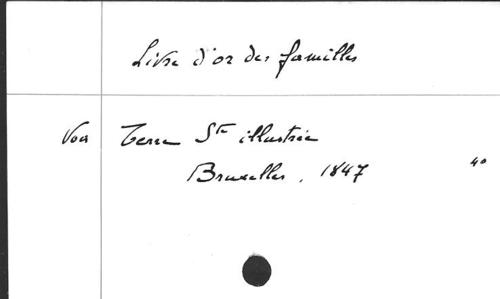 Livre d'or des familles
Voir Terre Ste illustrée
Bruxelles, 1847 4o